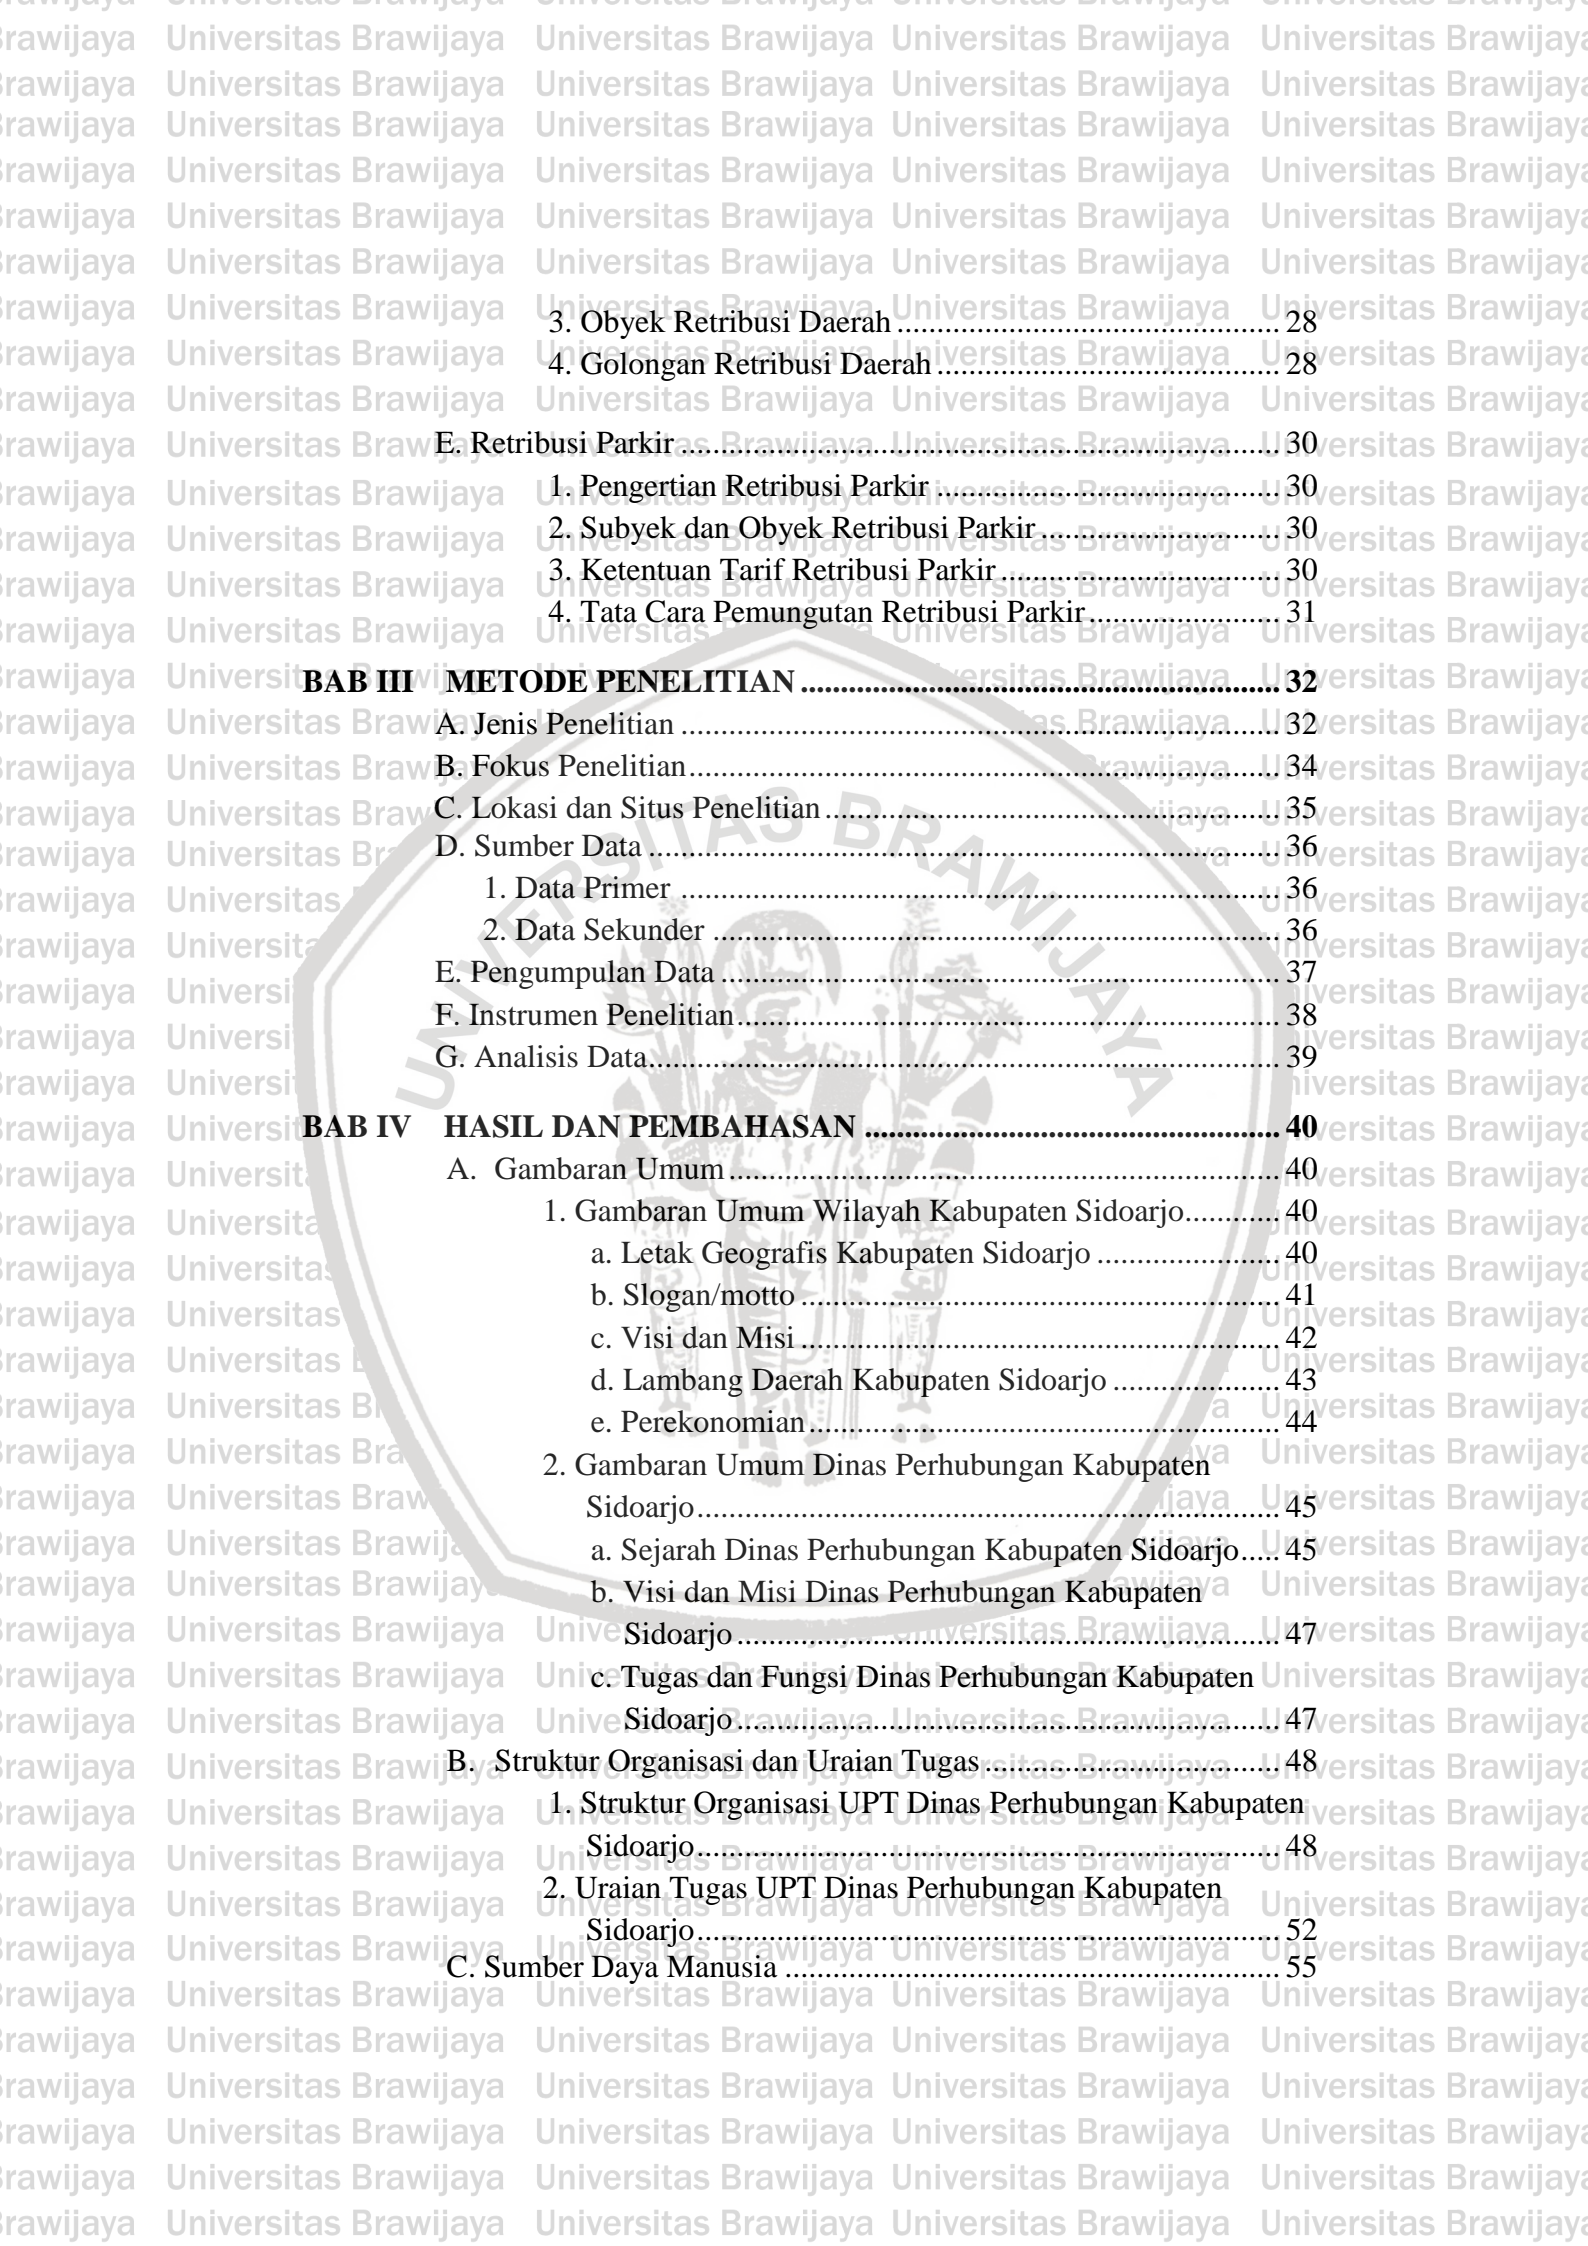 3. Obyek Retribusi Daerah ................................................ 28
4. Golongan Retribusi Daerah ........................................... 28
E. Retribusi Parkir ........................................................................... 30
1. Pengertian Retribusi Parkir ........................................... 30
2. Subyek dan Obyek Retribusi Parkir .............................. 30
3. Ketentuan Tarif Retribusi Parkir ................................... 30
4. Tata Cara Pemungutan Retribusi Parkir ........................ 31
BAB III METODE PENELITIAN ............................................................ 32
A. Jenis Penelitian ........................................................................... 32
B. Fokus Penelitian .......................................................................... 34
C. Lokasi dan Situs Penelitian ......................................................... 35
D. Sumber Data ............................................................................... 36
1. Data Primer ........................................................................... 36
2. Data Sekunder ....................................................................... 36
E. Pengumpulan Data ...................................................................... 37
F. Instrumen Penelitian .................................................................... 38
G. Analisis Data ............................................................................... 39
BAB IV HASIL DAN PEMBAHASAN .................................................... 40
A. Gambaran Umum ..................................................................... 40
1. Gambaran Umum Wilayah Kabupaten Sidoarjo ............ 40
a. Letak Geografis Kabupaten Sidoarjo ....................... 40
b. Slogan/motto ............................................................ 41
c. Visi dan Misi ............................................................ 42
d. Lambang Daerah Kabupaten Sidoarjo ..................... 43
e. Perekonomian ........................................................... 44
2. Gambaran Umum Dinas Perhubungan Kabupaten
Sidoarjo ......................................................................... 45
a. Sejarah Dinas Perhubungan Kabupaten Sidoarjo ..... 45
b. Visi dan Misi Dinas Perhubungan Kabupaten
Sidoarjo .................................................................... 47
c. Tugas dan Fungsi Dinas Perhubungan Kabupaten
Sidoarjo .................................................................... 47
B. Struktur Organisasi dan Uraian Tugas ..................................... 48
1. Struktur Organisasi UPT Dinas Perhubungan Kabupaten
Sidoarjo ......................................................................... 48
2. Uraian Tugas UPT Dinas Perhubungan Kabupaten
Sidoarjo ......................................................................... 52
C. Sumber Daya Manusia .............................................................. 55
UNIVERSITAS BRAWIJAYA